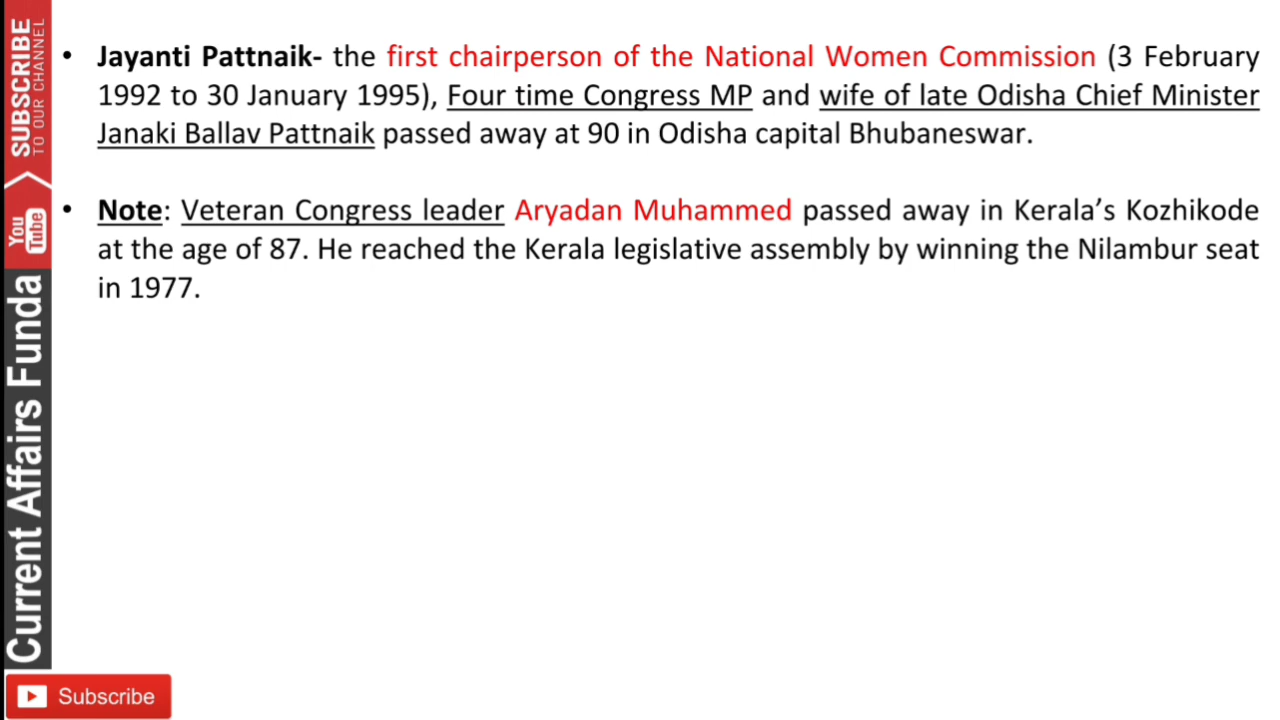 • Jayanti Pattnaik- the first chairperson of the National Women Commission (3 February
1992 to 30 January 1995), Four time Congress MP and wife of late Odisha Chief Minister
Janaki Ballav Pattnaik passed away at 90 in Odisha capital Bhubaneswar.
• Note: Veteran Congress leader Aryadan Muhammed passed away in Kerala’s Kozhikode
at the age of 87. He reached the Kerala legislative assembly by winning the Nilambur seat
in 1977.
SUBSCRIBE
TO OUR CHANNEL
You
Tube
Current Affairs Funda
Subscribe